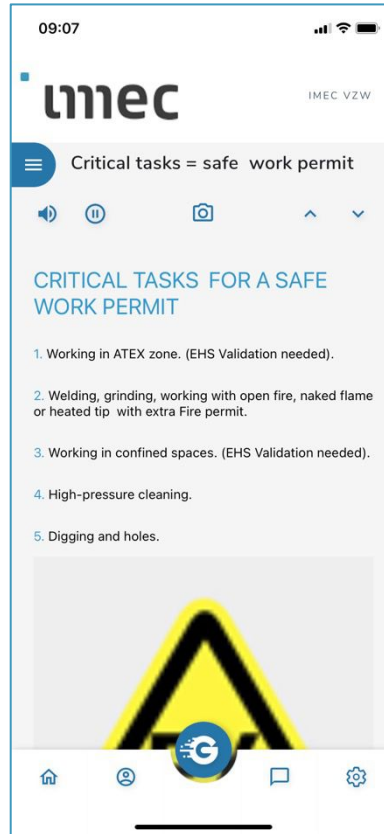 09:07
imec
IMEC VZW
Critical tasks = safe work permit
CRITICAL TASKS FOR A SAFE
WORK PERMIT
1. Working in ATEX zone. (EHS Validation needed).
2. Welding, grinding, working with open fire, naked flame
or heated tip with extra Fire permit.
3. Working in confined spaces. (EHS Validation needed).
4. High-pressure cleaning.
5. Digging and holes.
G